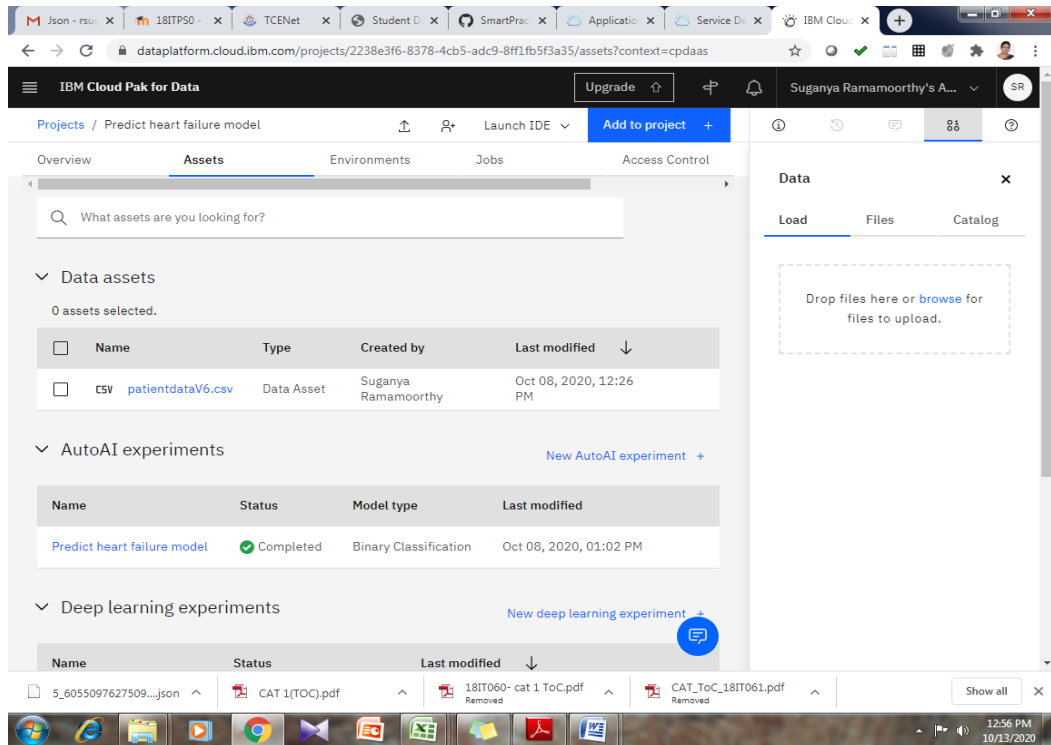 Json - rsug
18ITPS0 -
TCENet
Student D
SmartPrac
Applicatio
Service De
IBM Cloud
dataplatform.cloud.ibm.com/projects/2238e3f6-8378-4cb5-adc9-8ff1fb5f3a35/assets?context=cpdaas
IBM Cloud Pak for Data
Upgrade
Suganya Ramamoorthy's A...
SR
Projects / Predict heart failure model
Launch IDE
Add to project +
Overview
Assets
Environments
Jobs
Access Control
Data
What assets are you looking for?
Load
Files
Catalog
Data assets
0 assets selected.
Drop files here or browse for
files to upload.
Name
Type
Created by
Last modified
CSV patientdataV6.csv
Data Asset
Suganya
Ramamoorthy
Oct 08, 2020, 12:26
PM
AutoAI experiments
New AutoAI experiment +
Name
Status
Model type
Last modified
Predict heart failure model
Completed
Binary Classification
Oct 08, 2020, 01:02 PM
Deep learning experiments
New deep learning experiment +
Name
Status
Last modified
5_6055097627509....json
CAT 1(TOC).pdf
18IT060- cat 1 ToC.pdf
Removed
CAT_ToC_18IT061.pdf
Removed
Show all
12:56 PM
10/13/2020